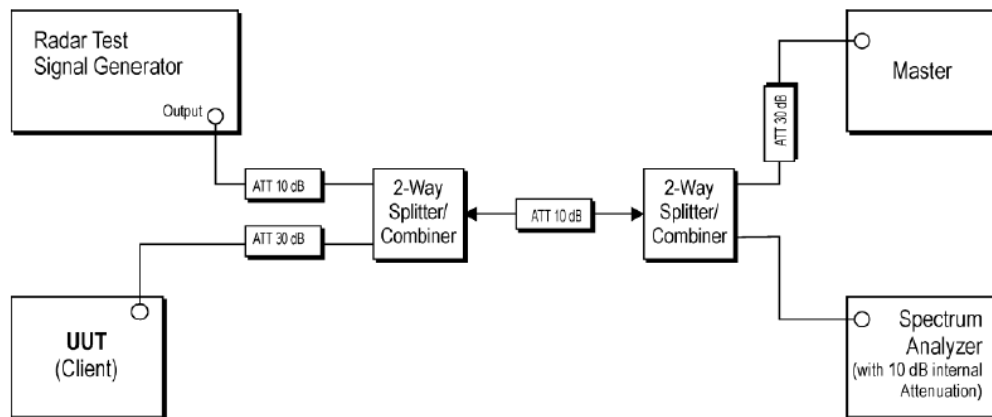 Radar Test
Signal Generator
Output
ATT 10 dB
2-Way
Splitter/
Combiner
ATT 30 dB
UUT
(Client)
ATT 10 dB
2-Way
Splitter/
Combiner
ATT 30 dB
Master
Spectrum
Analyzer
(with 10 dB internal
Attenuation)